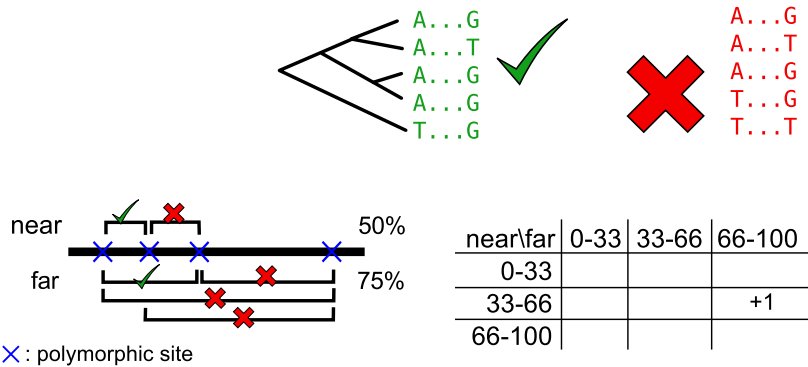 A...G
A...T
A...G
A...G
T...G
A...G
A...T
A...G
T...G
T...T
near 50%
far 75%
: polymorphic site
near\far 0-33 33-66 66-100
0-33
33-66 +1
66-100